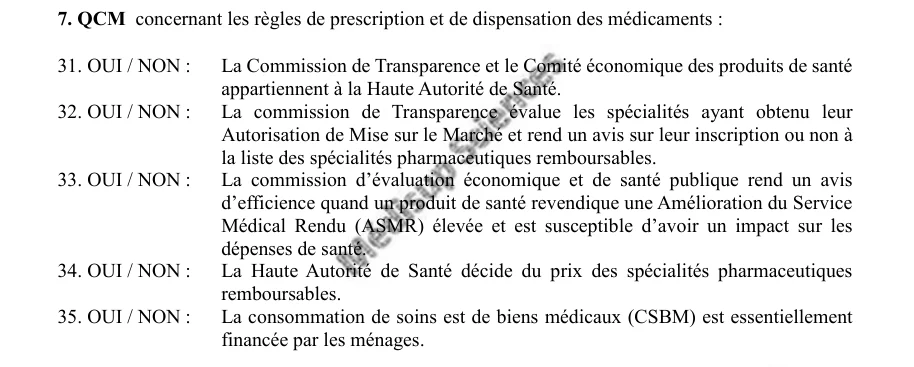 7. QCM concernant les règles de prescription et de dispensation des médicaments :
31. OUI / NON : La Commission de Transparence et le Comité économique des produits de santé
appartiennent à la Haute Autorité de Santé.
32. OUI / NON : La commission de Transparence évalue les spécialités ayant obtenu leur
Autorisation de Mise sur le Marché et rend un avis sur leur inscription ou non à
la liste des spécialités pharmaceutiques remboursables.
33. OUI / NON : La commission d'évaluation économique et de santé publique rend un avis
d'efficience quand un produit de santé revendique une Amélioration du Service
Médical Rendu (ASMR) élevée et est susceptible d'avoir un impact sur les
dépenses de santé.
34. OUI / NON : La Haute Autorité de Santé décide du prix des spécialités pharmaceutiques
remboursables.
35. OUI / NON : La consommation de soins est de biens médicaux (CSBM) est essentiellement
financée par les ménages.
Medisup Sciences